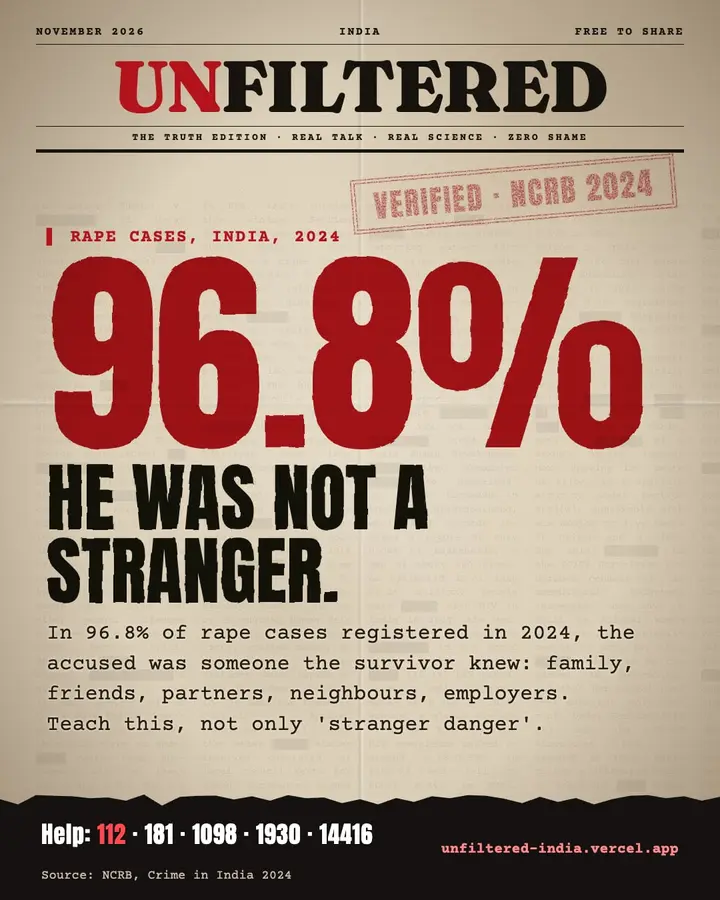 NOVEMBER 2026 INDIA FREE TO SHARE
UNFILTERED
THE TRUTH EDITION · REAL TALK · REAL SCIENCE · ZERO SHAME
VERIFIED · NCRB 2024
RAPE CASES, INDIA, 2024
96.8%
HE WAS NOT A
STRANGER.
In 96.8% of rape cases registered in 2024, the
accused was someone the survivor knew: family,
friends, partners, neighbours, employers.
Teach this, not only 'stranger danger'.
Help: 112 · 181 · 1098 · 1930 · 14416
unfiltered-india.vercel.app
Source: NCRB, Crime in India 2024